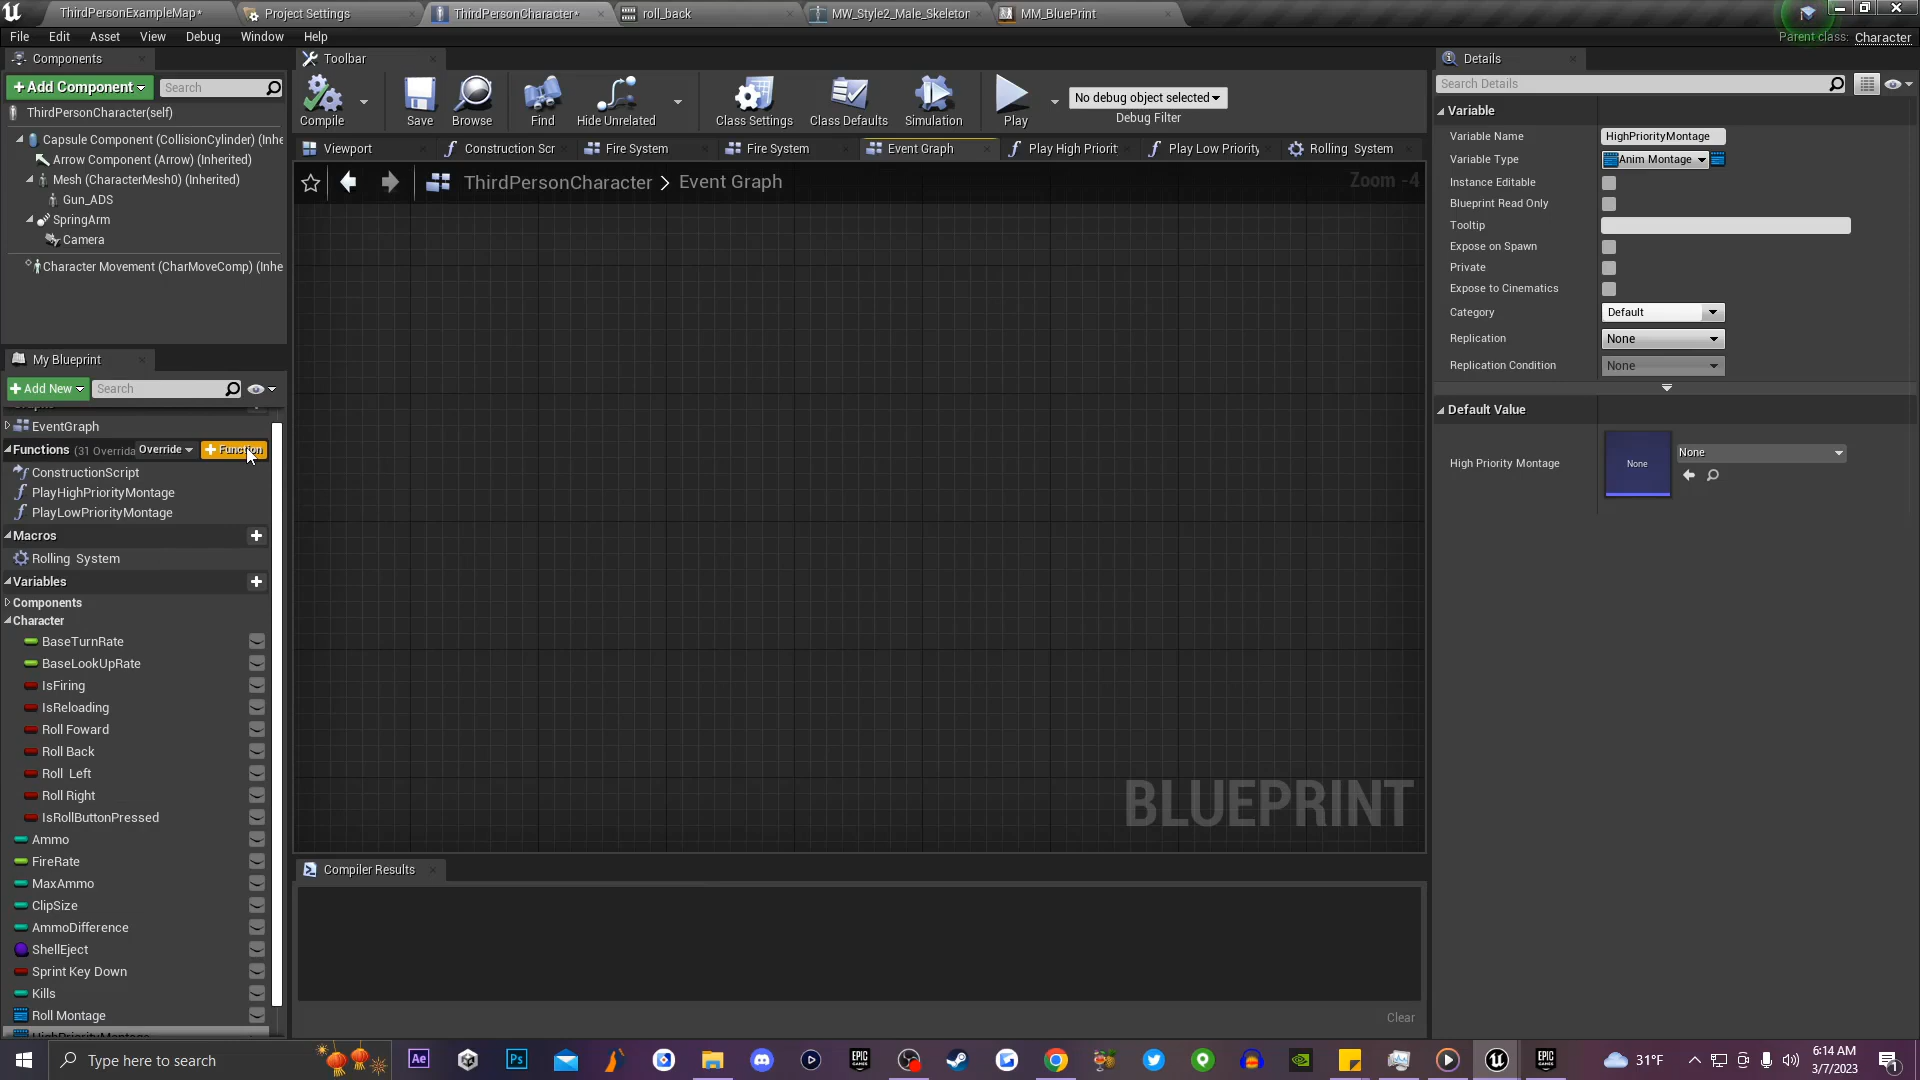 ThirdPersonExampleMap*
Project Settings
ThirdPersonCharacter*
roll_back
MW_Style2_Male_Skeleton
MM_BluePrint
File Edit Asset View Debug Window Help
Parent class: Character
Components
Toolbar
Details
+Add Component
Search
ThirdPersonCharacter(self)
Capsule Component (CollisionCylinder) (Inhe
Arrow Component (Arrow) (Inherited)
Mesh (CharacterMesh0) (Inherited)
Gun_ADS
SpringArm
Camera
Character Movement (CharMoveComp) (Inhe
Compile
Save
Browse
Find
Hide Unrelated
Class Settings
Class Defaults
Simulation
Play
No debug object selected
Debug Filter
Viewport
Construction Scr
Fire System
Fire System
Event Graph
Play High Priorit
Play Low Priority
Rolling System
ThirdPersonCharacter > Event Graph
Zoom -4
BLUEPRINT
My Blueprint
+Add New
Search
EventGraph
Functions (31 Overrida Override + Function
ConstructionScript
PlayHighPriorityMontage
PlayLowPriorityMontage
Macros
Rolling System
Variables
Components
Character
BaseTurnRate
BaseLookUpRate
IsFiring
IsReloading
Roll Foward
Roll Back
Roll Left
Roll Right
IsRollButtonPressed
Ammo
FireRate
MaxAmmo
ClipSize
AmmoDifference
ShellEject
Sprint Key Down
Kills
Roll Montage
HighPriorityMontage
Compiler Results
Clear
Search Details
Variable
Variable Name HighPriorityMontage
Variable Type Anim Montage
Instance Editable
Blueprint Read Only
Tooltip
Expose on Spawn
Private
Expose to Cinematics
Category Default
Replication None
Replication Condition None
Default Value
High Priority Montage None None
Type here to search
Ae
Ps
EPIC GAMES
EPIC GAMES
31°F
6:14 AM
3/7/2023
1